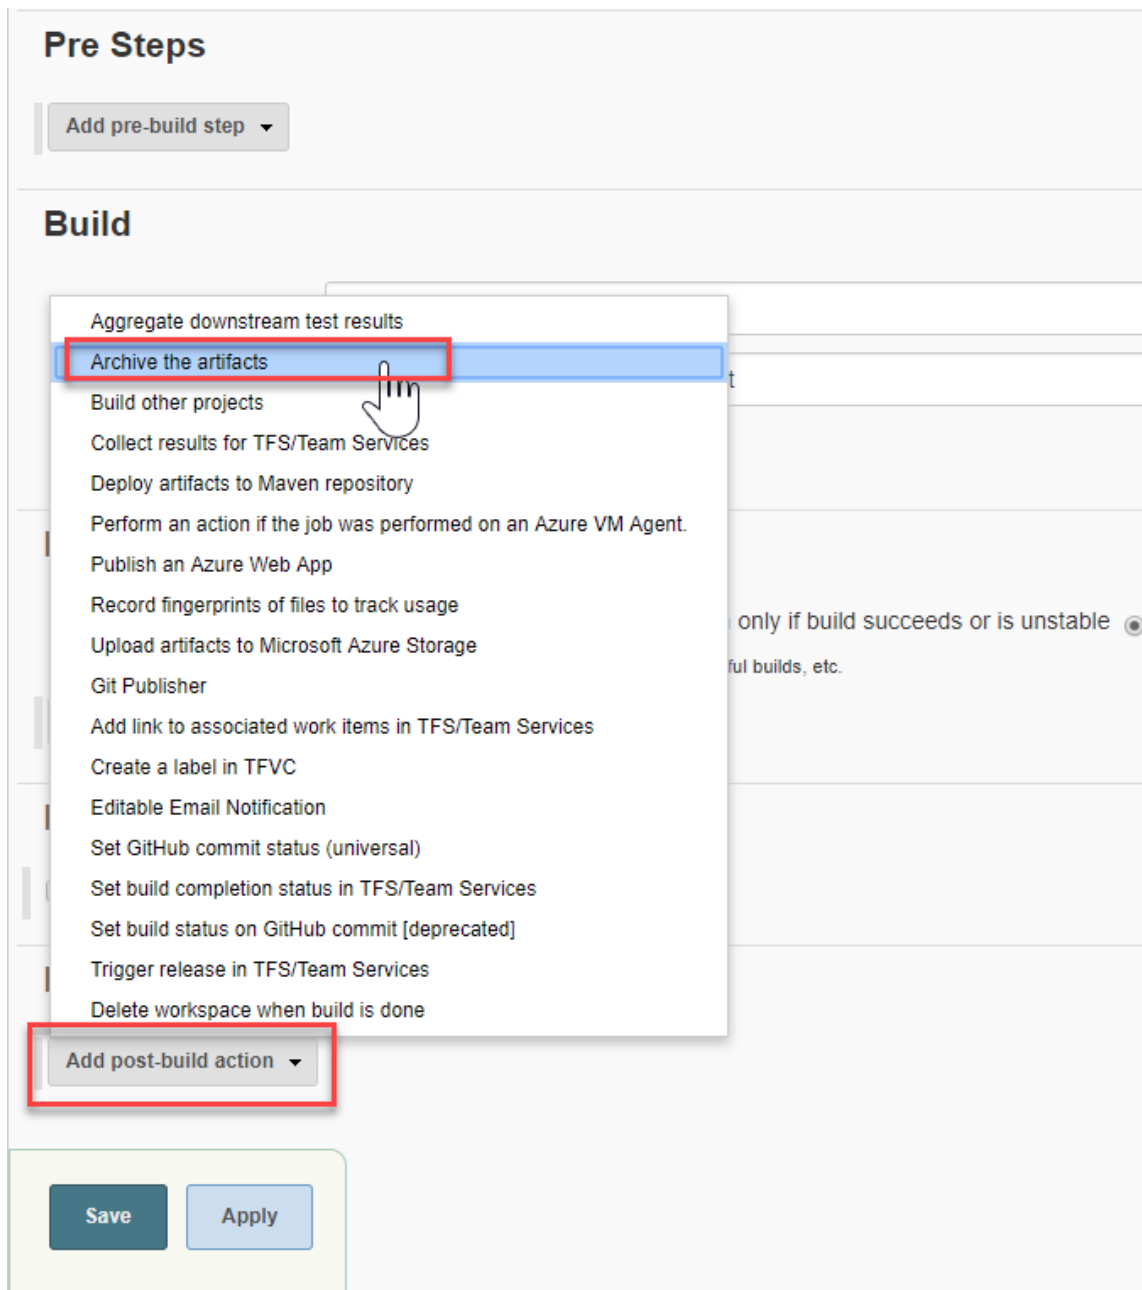 Pre Steps
Add pre-build step
Build
Aggregate downstream test results
Archive the artifacts
t
Build other projects
Collect results for TFS/Team Services
Deploy artifacts to Maven repository
Perform an action if the job was performed on an Azure VM Agent.
Publish an Azure Web App
Record fingerprints of files to track usage
only if build succeeds or is unstable
Upload artifacts to Microsoft Azure Storage
ful builds, etc.
Git Publisher
Add link to associated work items in TFS/Team Services
Create a label in TFVC
Editable Email Notification
Set GitHub commit status (universal)
Set build completion status in TFS/Team Services
Set build status on GitHub commit [deprecated]
Trigger release in TFS/Team Services
Delete workspace when build is done
Add post-build action
Save Apply